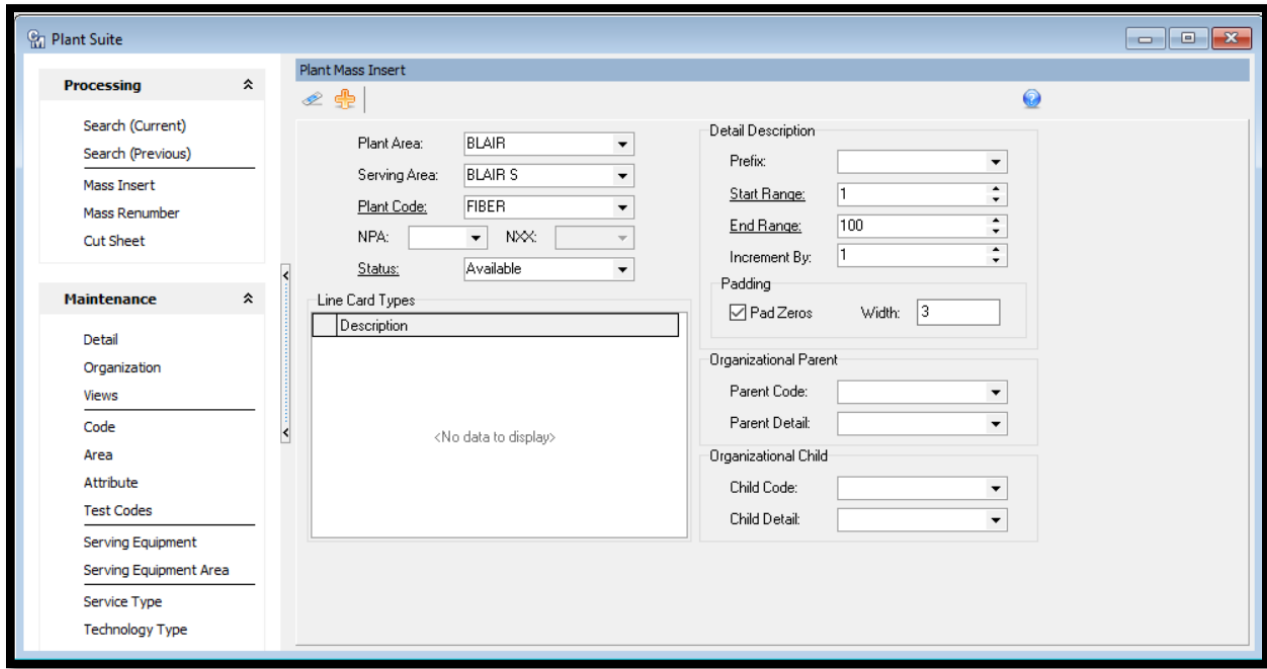 Plant Suite
Processing
Search (Current)
Search (Previous)
Mass Insert
Mass Renumber
Cut Sheet
Maintenance
Detail
Organization
Views
Code
Area
Attribute
Test Codes
Serving Equipment
Serving Equipment Area
Service Type
Technology Type
Plant Mass Insert
Plant Area: BLAIR
Serving Area: BLAIR S
Plant Code: FIBER
NPA: NXX:
Status: Available
Line Card Types
Description
<No data to display>
Detail Description
Prefix:
Start Range: 1
End Range: 100
Increment By: 1
Padding
Pad Zeros Width: 3
Organizational Parent
Parent Code:
Parent Detail:
Organizational Child
Child Code:
Child Detail: